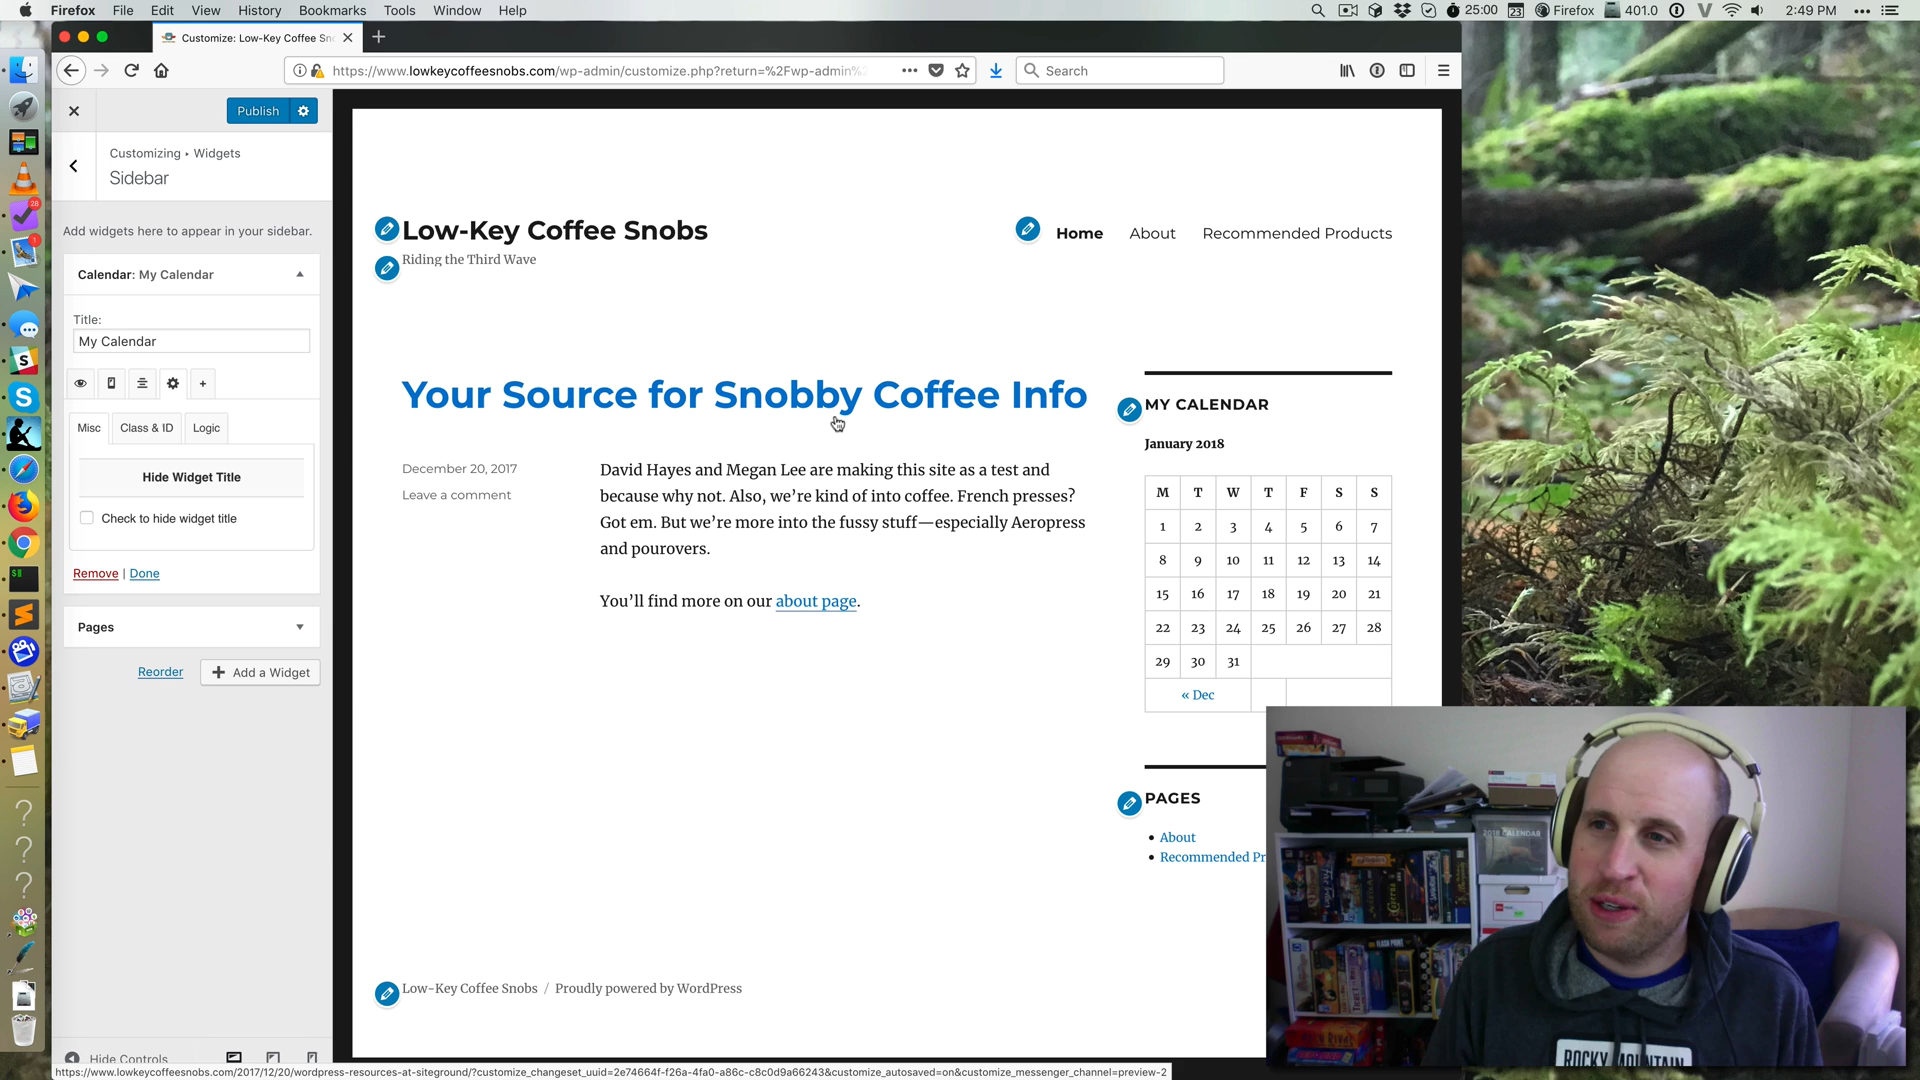 Firefox File Edit View History Bookmarks Tools Window Help
25:00 23 Firefox 401.0 2:49 PM
Customize: Low-Key Coffee Sn
https://www.lowkeycoffeesnobs.com/wp-admin/customize.php?return=%2Fwp-admin%
Search
Publish
Customizing ▸ Widgets
Sidebar
Add widgets here to appear in your sidebar.
Calendar: My Calendar
Title:
My Calendar
Misc Class & ID Logic
Hide Widget Title
Check to hide widget title
Remove | Done
Pages
Reorder
Add a Widget
Hide Controls
Low-Key Coffee Snobs
Riding the Third Wave
Home About Recommended Products
Your Source for Snobby Coffee Info
December 20, 2017
Leave a comment
David Hayes and Megan Lee are making this site as a test and
because why not. Also, we're kind of into coffee. French presses?
Got em. But we're more into the fussy stuff—especially Aeropress
and pourovers.
You'll find more on our about page.
MY CALENDAR
January 2018
M T W T F S S
1 2 3 4 5 6 7
8 9 10 11 12 13 14
15 16 17 18 19 20 21
22 23 24 25 26 27 28
29 30 31
« Dec
PAGES
About
Recommended Pr
Low-Key Coffee Snobs / Proudly powered by WordPress
https://www.lowkeycoffeesnobs.com/2017/12/20/wordpress-resources-at-siteground/?customize_changeset_uuid=2e74664f-f26a-4fa0-a86c-c8c0d9a66243&customize_autosaved=on&customize_messenger_channel=preview-2
2018 CALENDAR
FLASH POINT
ROCKY MOUNTAIN
28
1